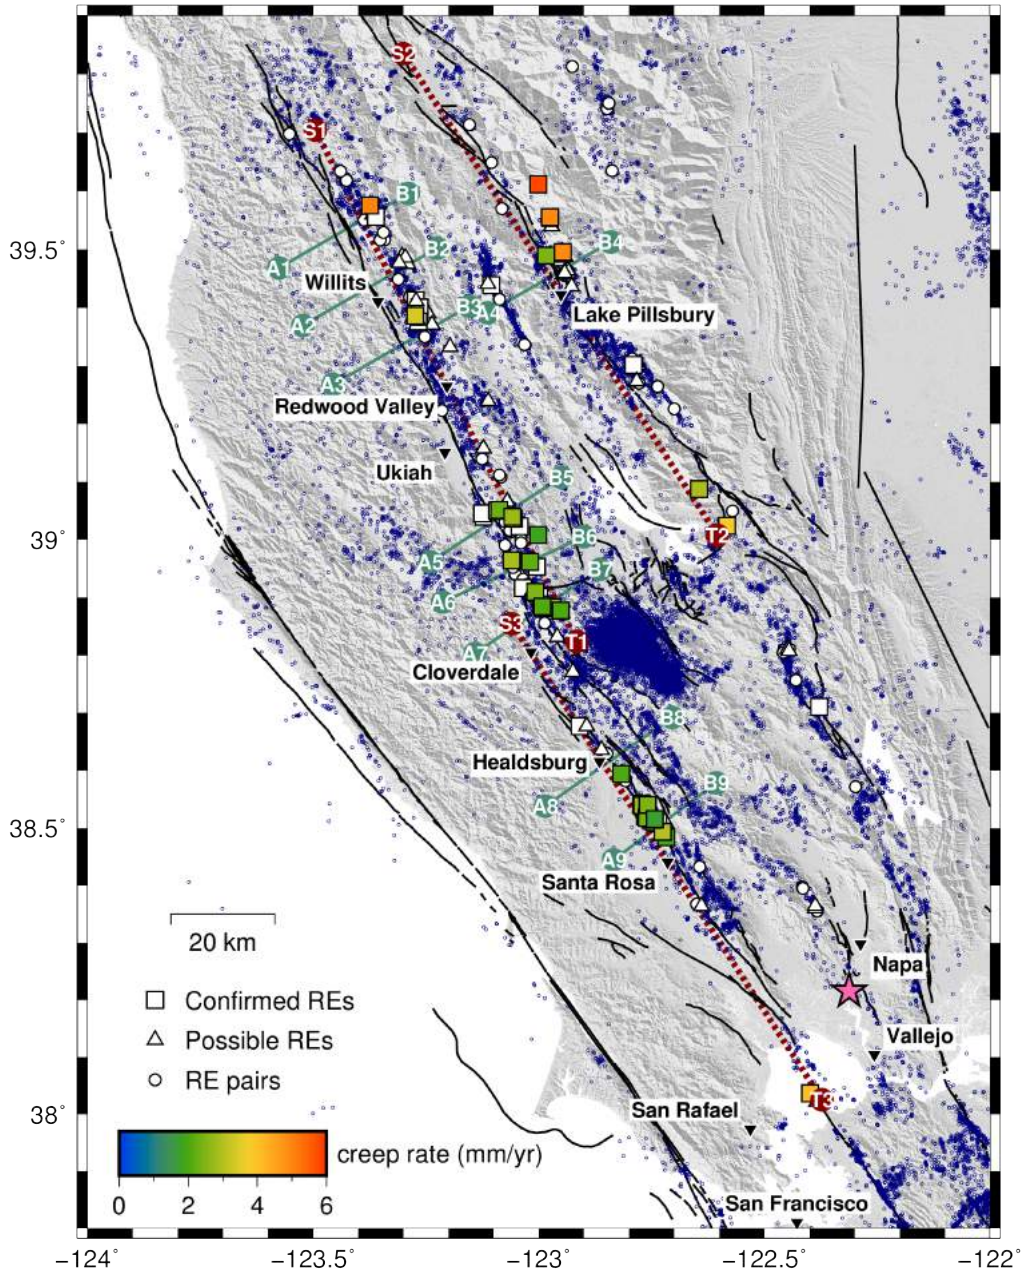 S2
S1
B1
39.5°
B2
B4
A1
Willits
B3
A4
A2
Lake Pillsbury
A3
Redwood Valley
Ukiah
B5
39°
T2
B6
A5
B7
A6
S3
T1
A7
Cloverdale
B8
Healdsburg
B9
A8
38.5°
A9
Santa Rosa
20 km
Napa
Confirmed REs
Possible REs
Vallejo
RE pairs
38°
T3
San Rafael
creep rate (mm/yr)
0 2 4 6
San Francisco
−124 −123.5° −123° −122.5° −122°